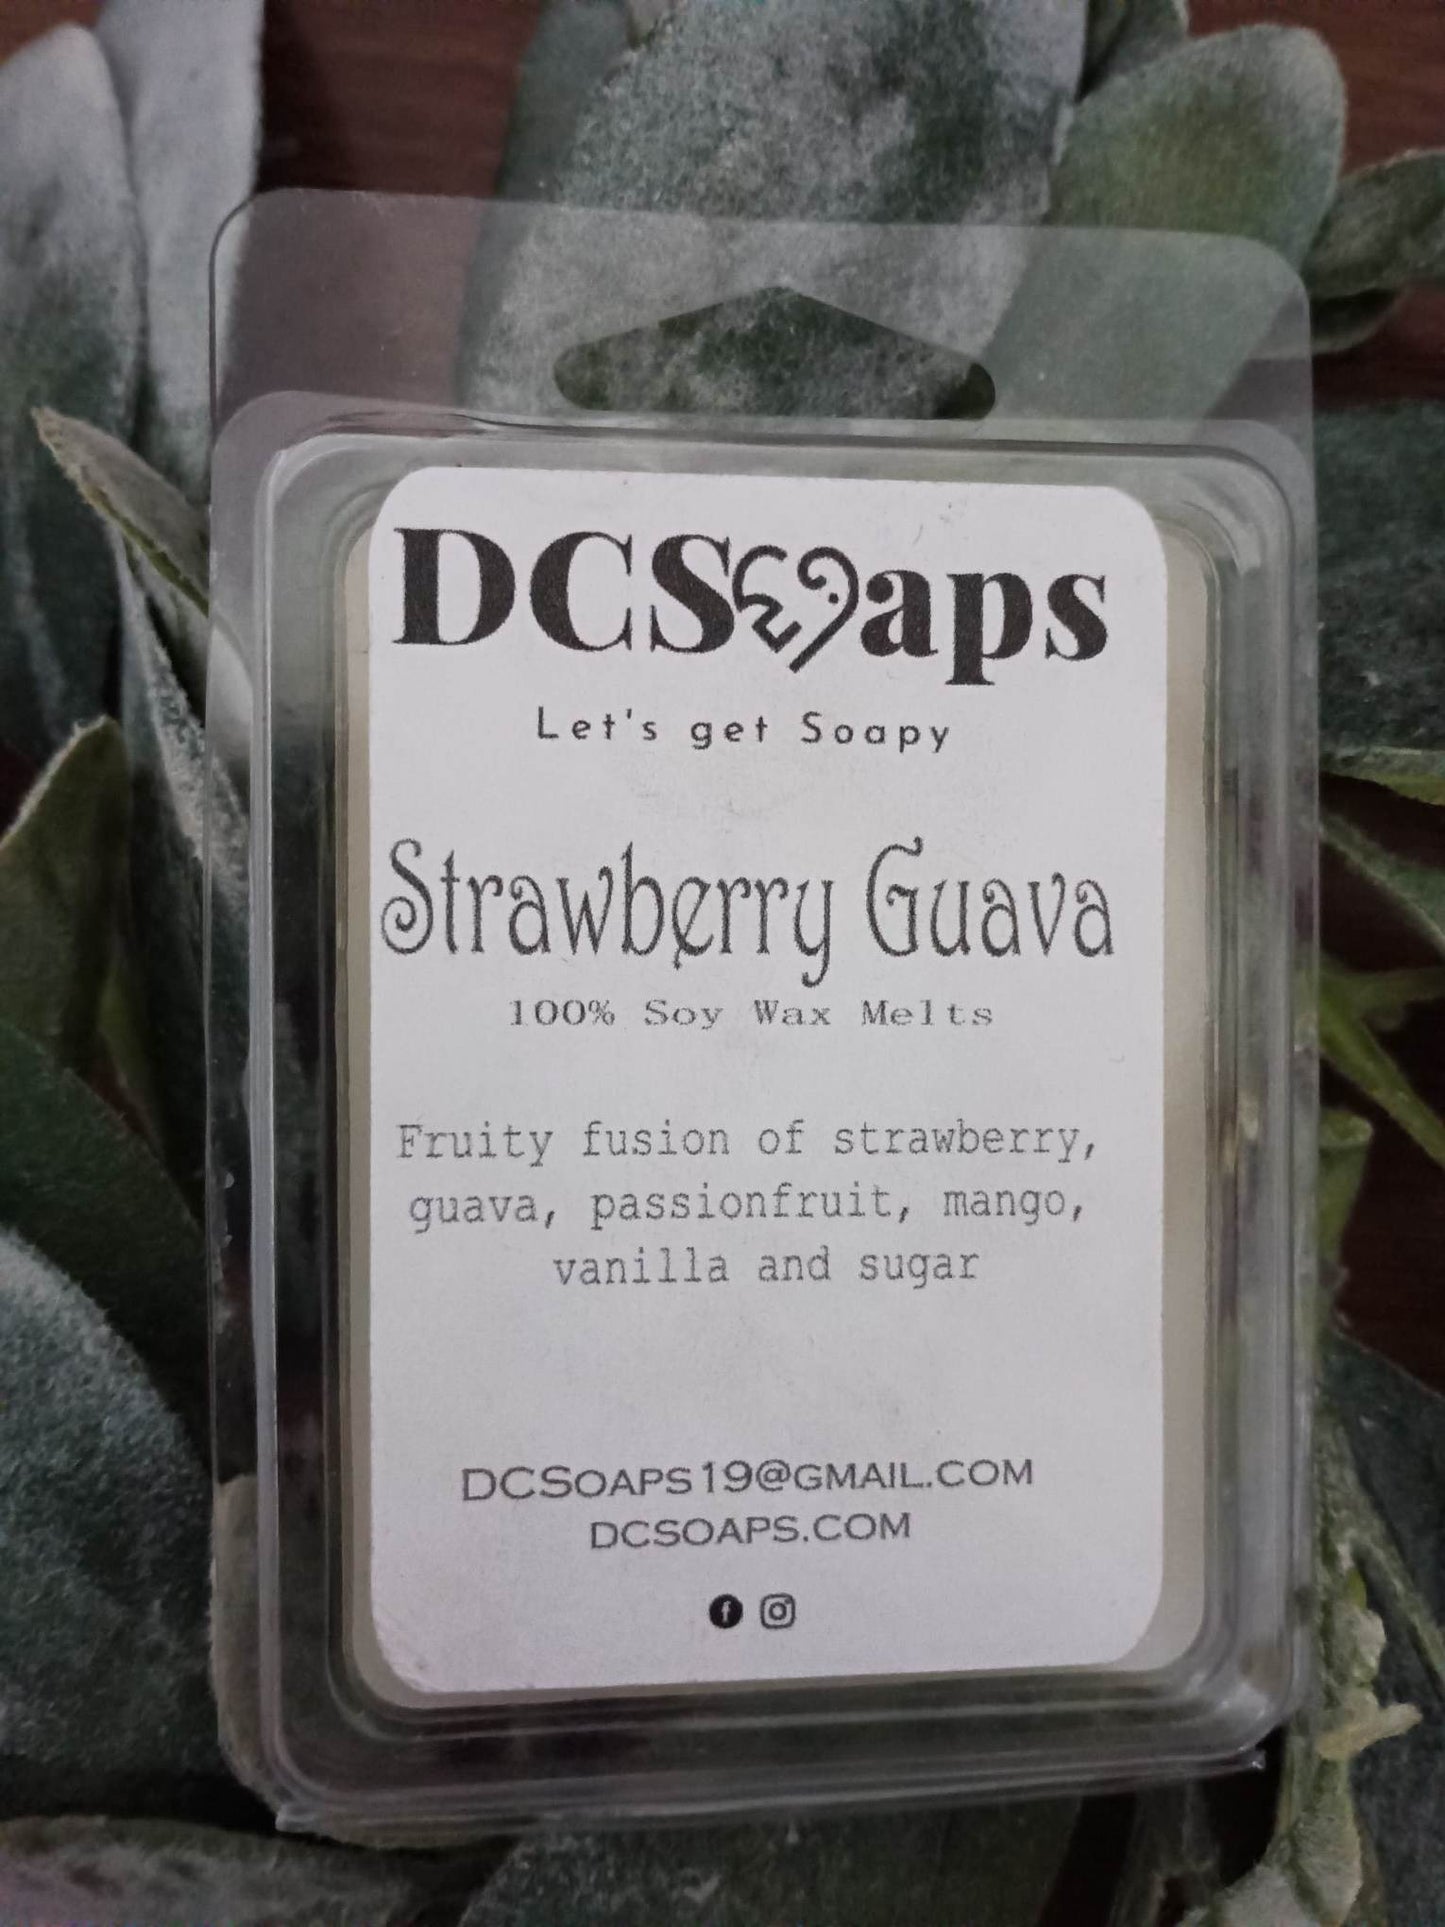 DCSoaps
Let's get Soapy
Strawberry Guava
100% Soy Wax Melts
Fruity fusion of strawberry,
guava, passionfruit, mango,
vanilla and sugar
DCSOAPS19@GMAIL.COM
DCSOAPS.COM